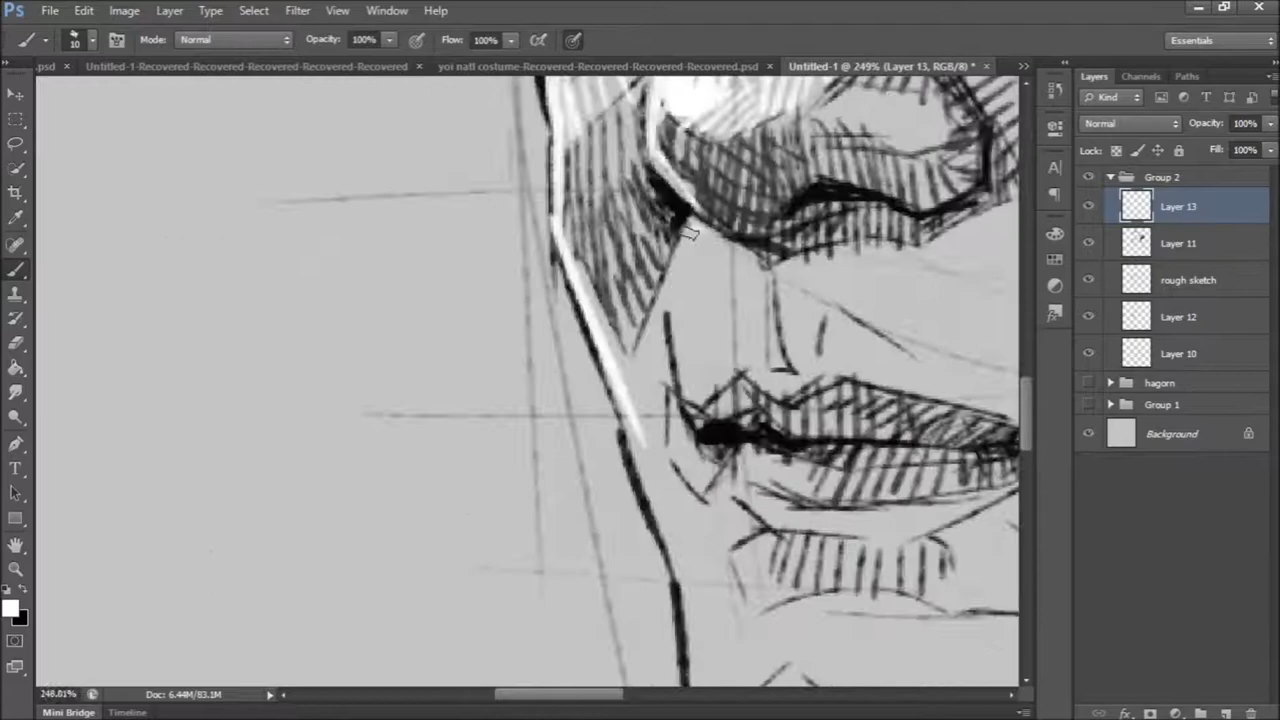 Ps File Edit Image Layer Type Select Filter View Window Help
10 Mode: Normal Opacity: 100% Flow: 100% Essentials
.psd × Untitled-1-Recovered-Recovered-Recovered-Recovered × yoi natl costume-Recovered-Recovered-Recovered.psd × Untitled-1 @ 249% (Layer 13, RGB/8) * ×
Layers Channels Paths
Kind
Normal Opacity: 100%
Lock: Fill: 100%
Group 2
Layer 13
Layer 11
rough sketch
Layer 12
Layer 10
hagorn
Group 1
Background
248.81% Doc: 6.44M/83.1M
Mini Bridge Timeline